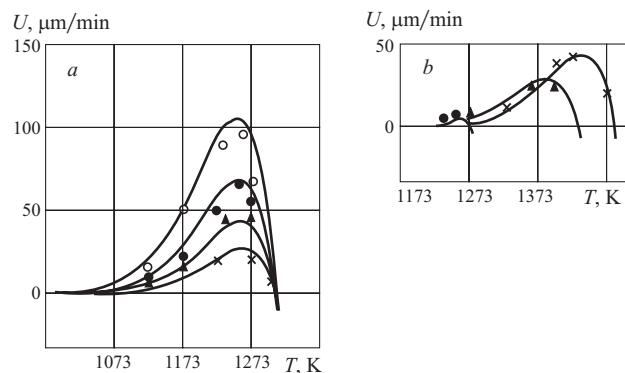 U, μm/min
150
a
100
50
0
1073 1173 1273 T, K
U, μm/min
50
b
0
1173 1273 1373 T, K